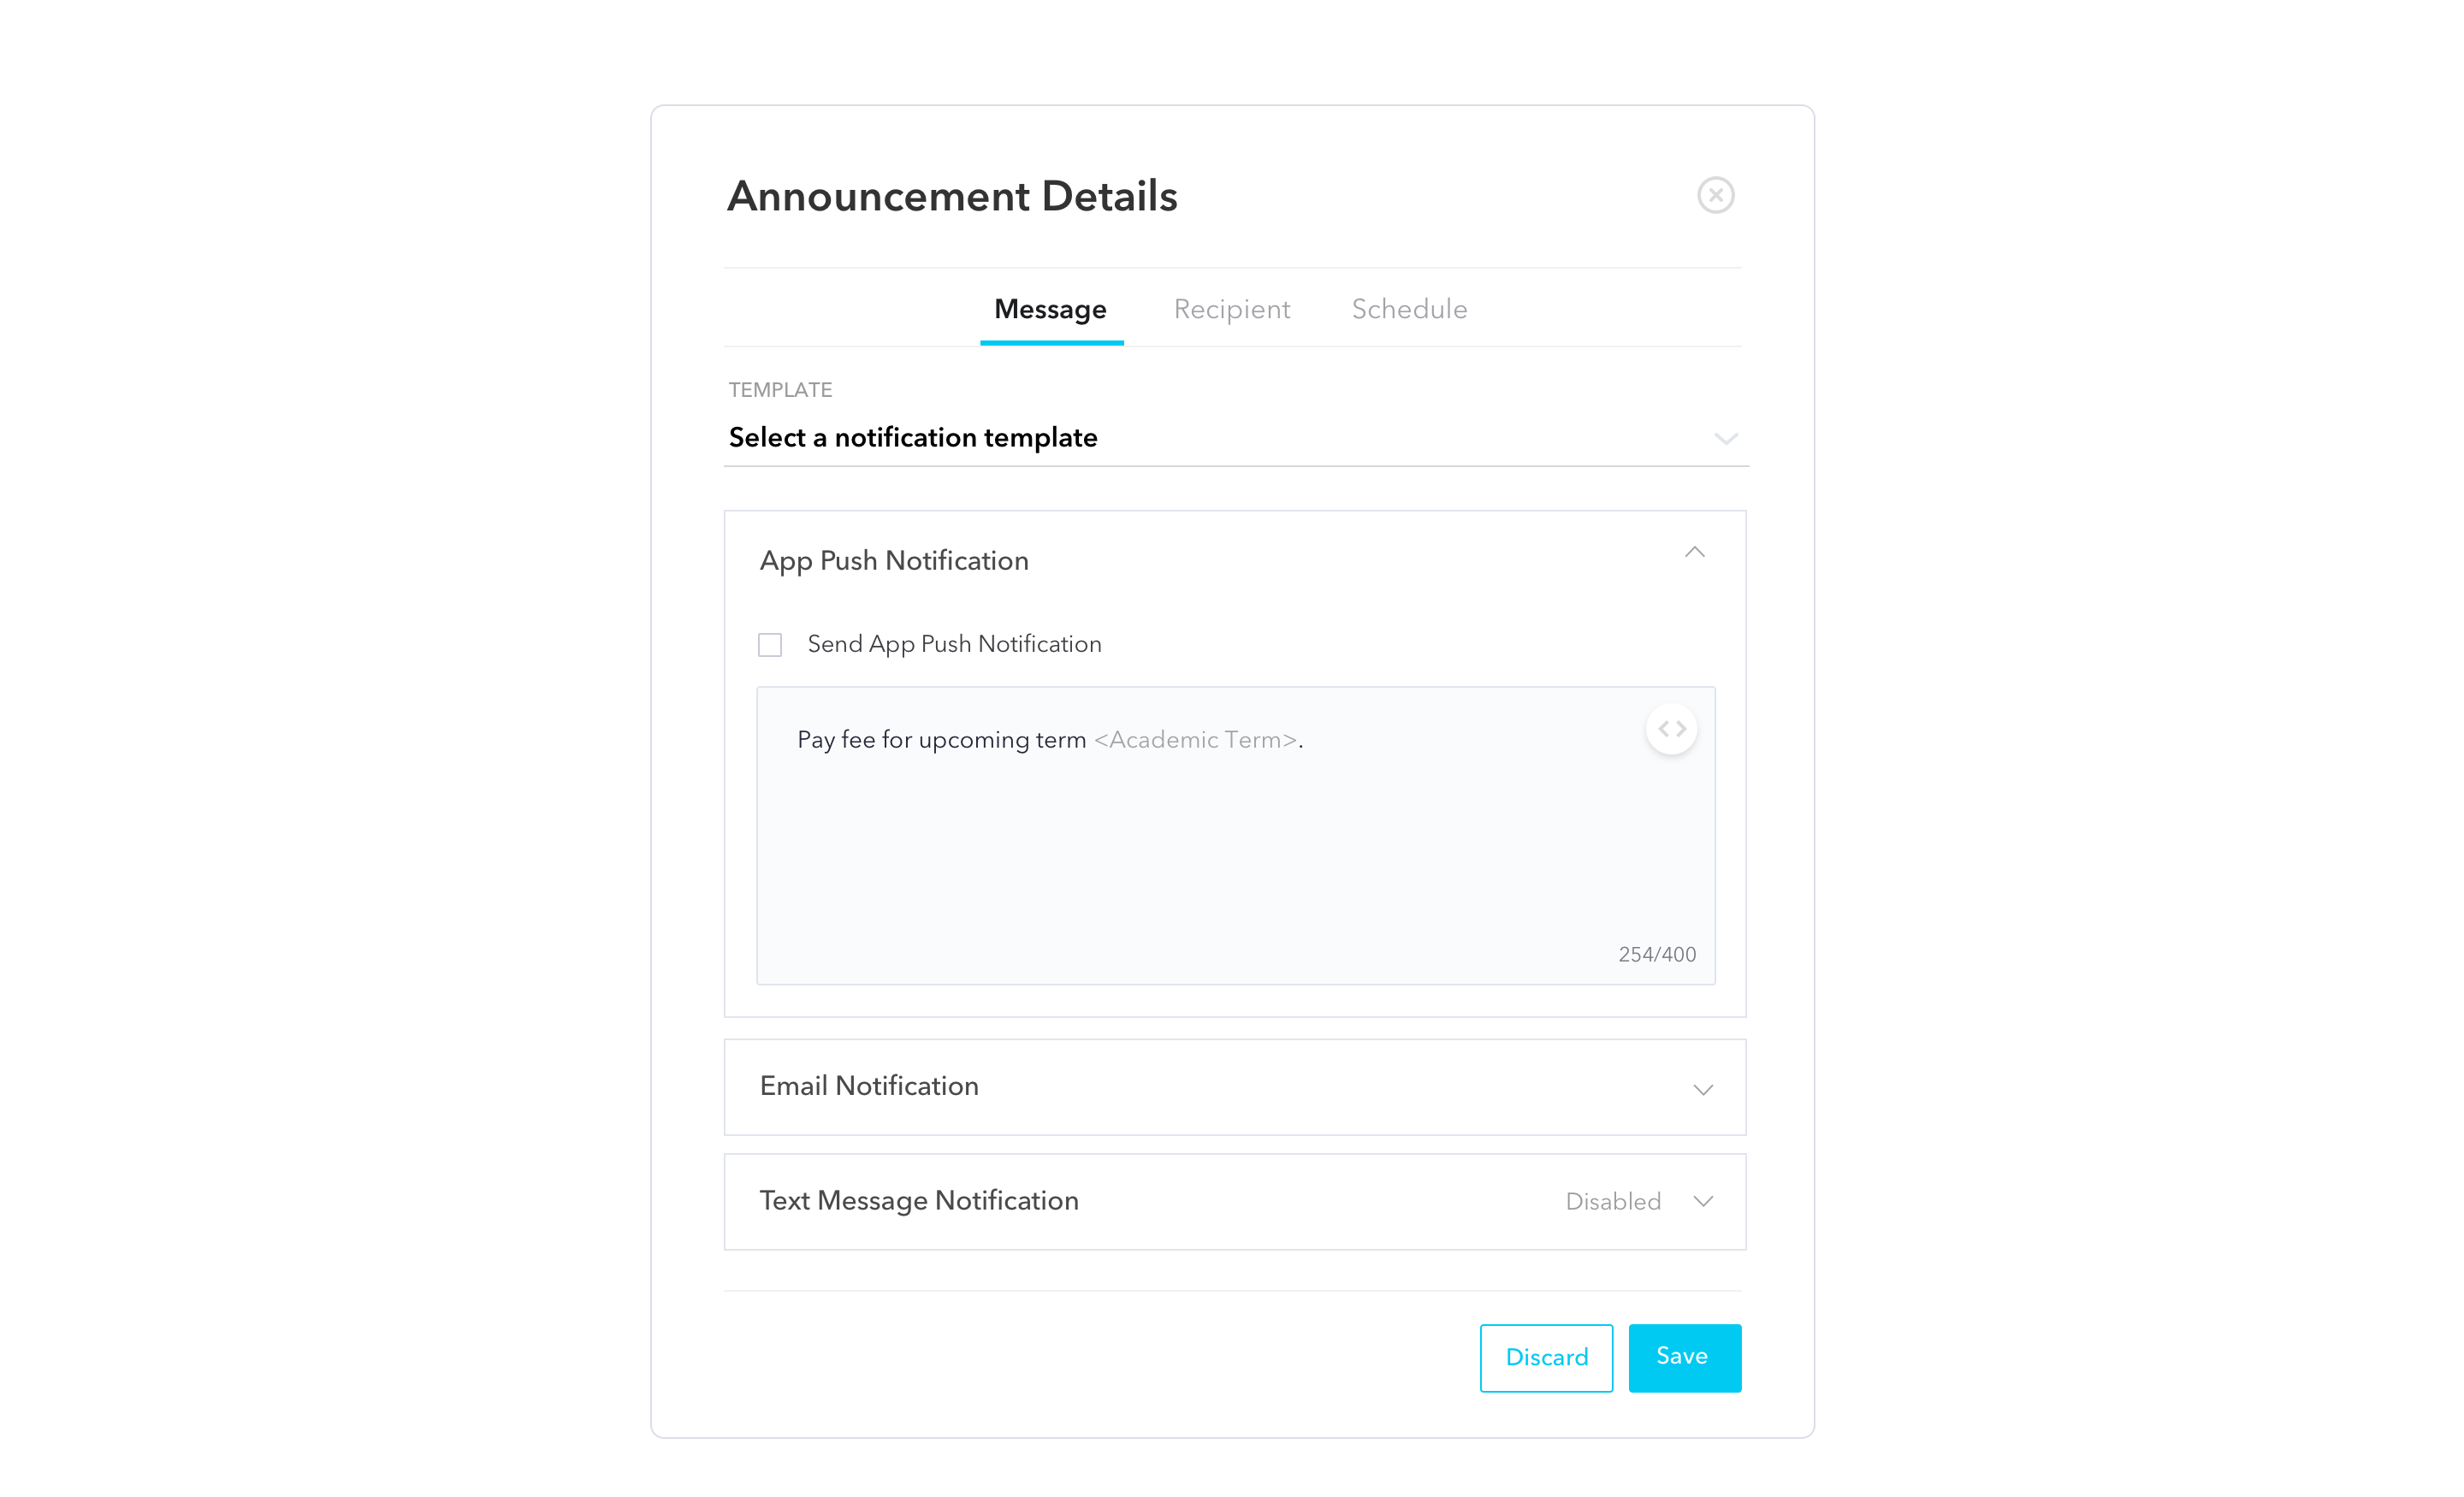 Announcement Details
Message Recipient Schedule
TEMPLATE
Select a notification template
App Push Notification
Send App Push Notification
Pay fee for upcoming term <Academic Term>.
254/400
Email Notification
Text Message Notification Disabled
Discard Save